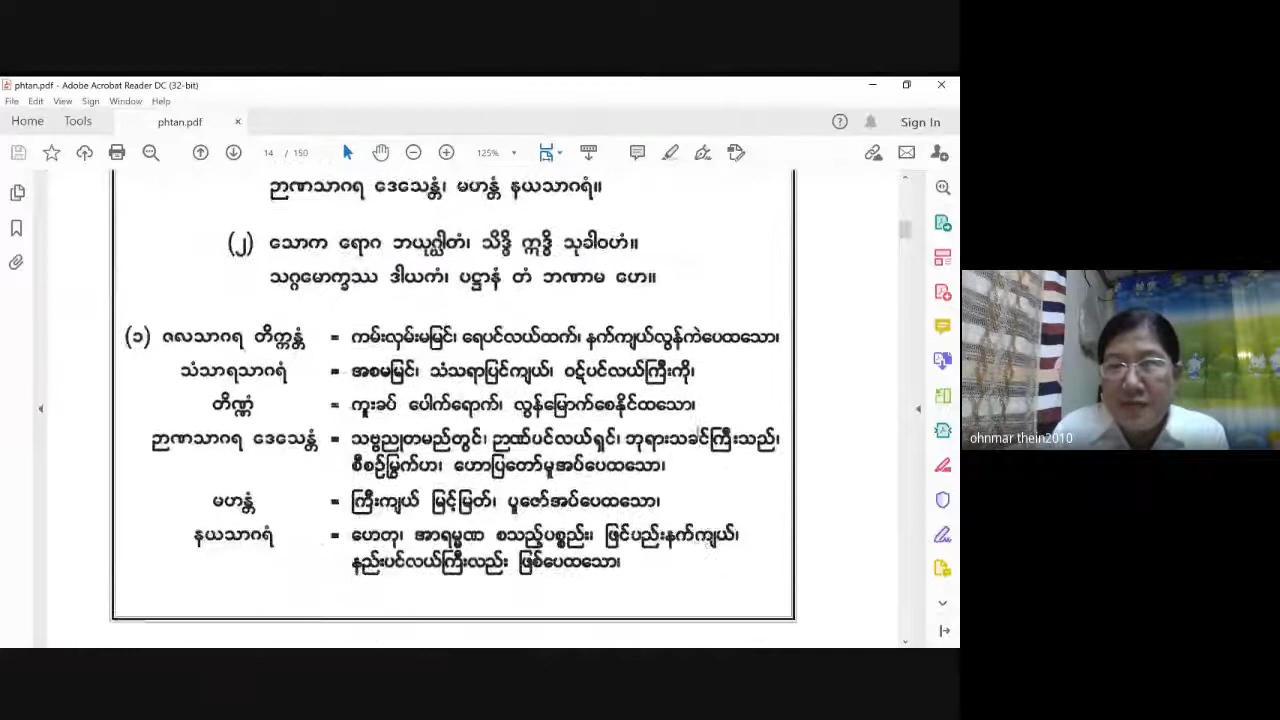 phtan.pdf - Adobe Acrobat Reader DC (32-bit)
File Edit View Sign Window Help
Home Tools phtan.pdf × Sign In
14 / 150 125%
ဉာဏသာဂရ ဒေသေန္တံ၊ မဟန္တံ နယသာဂရံ။
(၂) သောက ရောဂ ဘယုဂ္ဃါတံ၊ သိဒ္ဓိ ဣဒ္ဓိ သုခါဝဟံ။
သဂ္ဂမောက္ခဿ ဒါယကံ၊ ပဋ္ဌာနံ တံ ဘဏာမ ဟေ။
(၁) ဇလသာဂရ တိက္ကန္တံ = ကမ်းလှမ်းမမြင်၊ ရေပင်လယ်ထက်၊ နက်ကျယ်လွန်ကဲပေထသော၊
သံသာရသာဂရံ = အစမမြင်၊ သံသရာပြင်ကျယ်၊ ဝဋ်ပင်လယ်ကြီးကို၊
တိဏ္ဏံ = ကူးခပ် ပေါက်ရောက်၊ လွန်မြောက်စေနိုင်ထသော၊
ဉာဏသာဂရ ဒေသေန္တံ = သဗ္ဗညုတမည်တွင်၊ ဉာဏ်ပင်လယ်ရှင်၊ ဘုရားသခင်ကြီးသည်၊
စီစဉ်မြွက်ဟ၊ ဟောပြတော်မူအပ်ပေထသော၊
မဟန္တံ = ကြီးကျယ် မြင့်မြတ်၊ ပူဇော်အပ်ပေထသော၊
နယသာဂရံ = ဟေတု၊ အာရမ္မဏ စသည့်ပစ္စည်း၊ ဖြင်ပည်းနက်ကျယ်၊
နည်းပင်လယ်ကြီးလည်း ဖြစ်ပေထသော၊
ohnmar thein2010